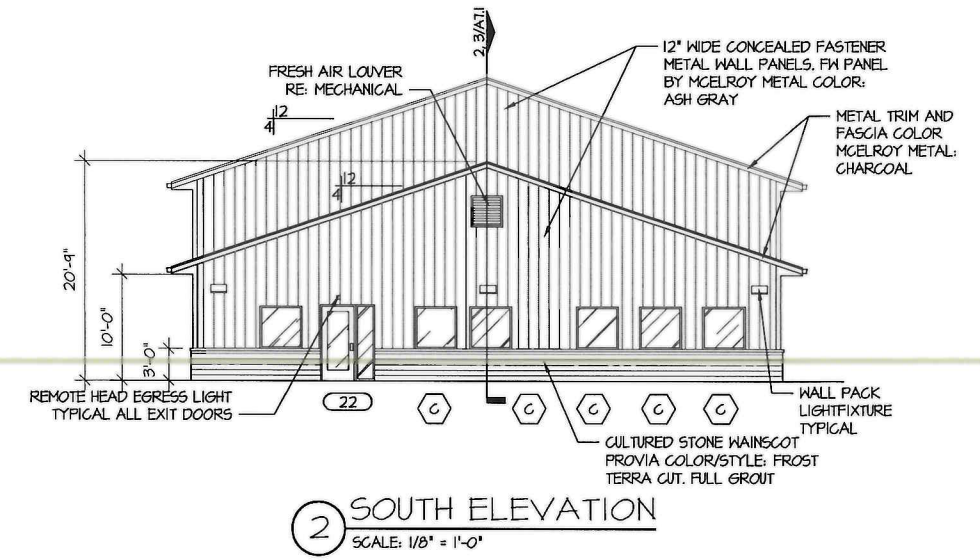 2, 3/A7.1
12" WIDE CONCEALED FASTENER
METAL WALL PANELS, FW PANEL
BY MCELROY METAL COLOR:
ASH GRAY
FRESH AIR LOUVER
RE: MECHANICAL
METAL TRIM AND
FASCIA COLOR
MCELROY METAL:
CHARCOAL
12
4
12
4
20'-9"
10'-0"
3'-0"
REMOTE HEAD EGRESS LIGHT
TYPICAL ALL EXIT DOORS
22
C
C
C
C
C
WALL PACK
LIGHTFIXTURE
TYPICAL
CULTURED STONE WAINSCOT
PROVIA COLOR/STYLE: FROST
TERRA CUT. FULL GROUT
2
SOUTH ELEVATION
SCALE: 1/8" = 1'-0"